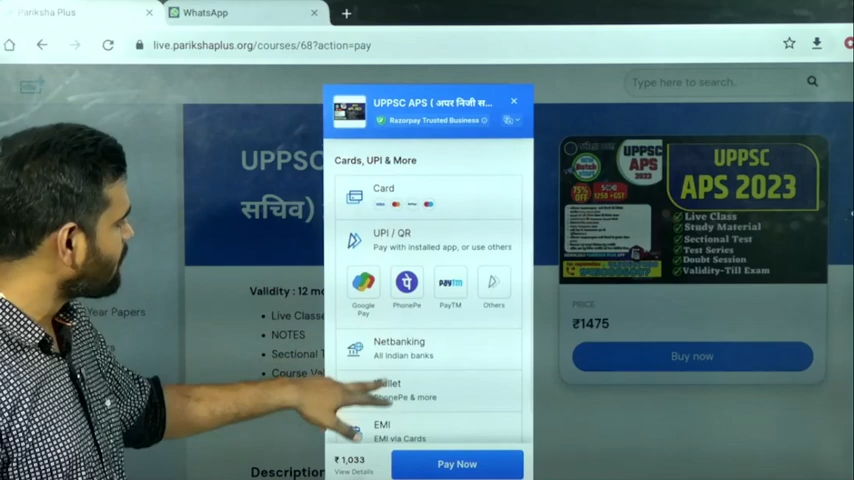 Pariksha Plus
WhatsApp
live.parikshaplus.org/courses/68?action=pay
Type here to search.
UPPSC APS ( अपर निजी स...
Razorpay Trusted Business
Cards, UPI & More
Card
UPI / QR
Pay with installed app, or use others
Google Pay
PhonePe
PayTM
Others
Netbanking
All Indian banks
PhonePe & more
EMI
EMI via Cards
₹ 1,033
View Details
Pay Now
UPPSC
सचिव)
Validity : 12 mo
Live Classe
NOTES
Sectional T
Course Va
Year Papers
Description
UPPSC APS 2023
75% OFF
UPPSC
APS 2023
Live Class
Study Material
Sectional Test
Test Series
Doubt Session
Validity-Till Exam
PRICE
₹1475
Buy now